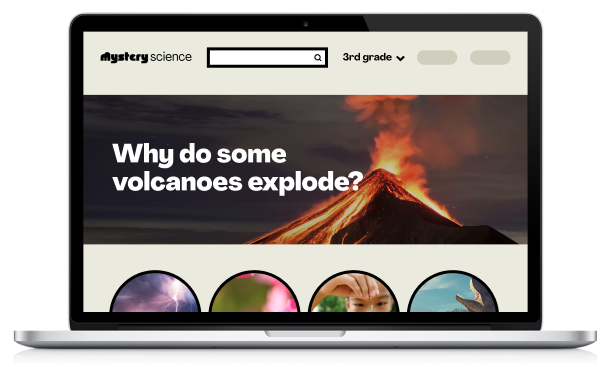 Mystery science
3rd grade
Why do some
volcanoes explode?